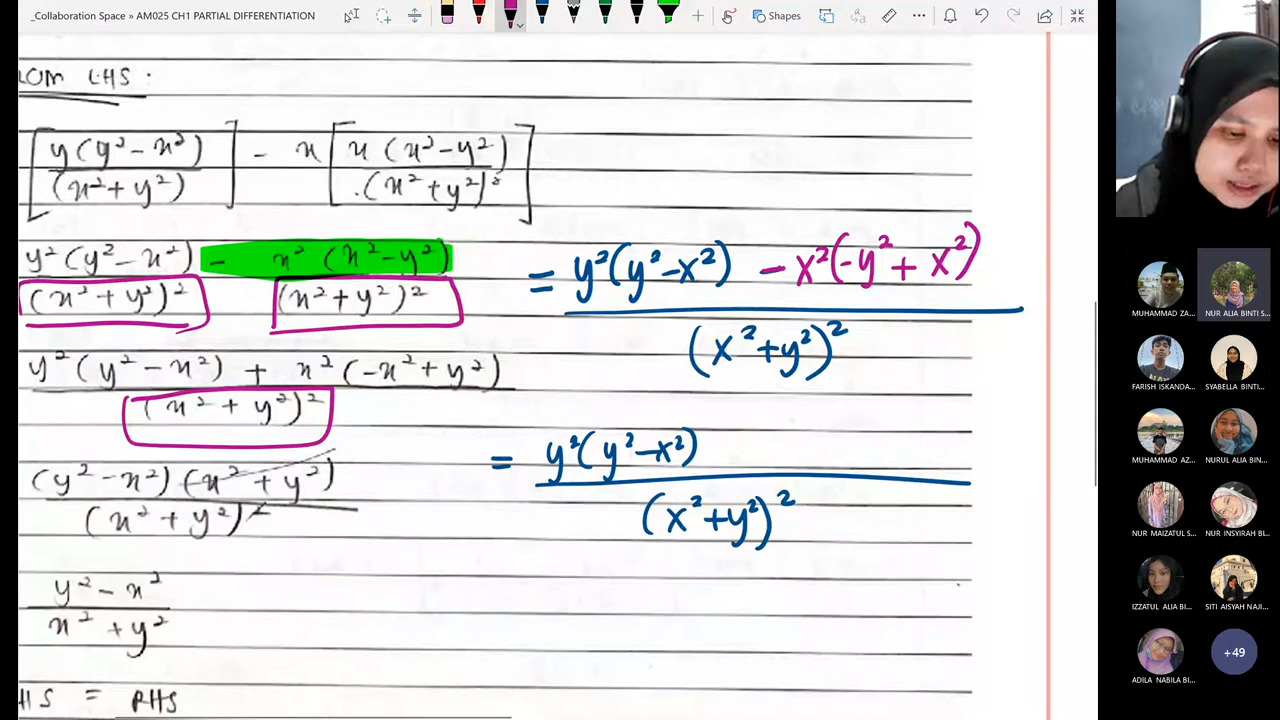 _Collaboration Space » AM025 CH1 PARTIAL DIFFERENTIATION
Shapes
OM LHS :
[y(y² - x²) / (x² + y²)] - x [x(x² - y²) / (x² + y²)²]
y²(y² - x²) / (x² + y²)² - x²(x² - y²) / (x² + y²)²
y²(y² - x²) + x²(-x² + y²) / (x² + y²)²
(y² - x²)(x² + y²) / (x² + y²)²
y² - x² / x² + y²
HS = RHS
= y²(y² - x²) - x²(-y² + x²) / (x² + y²)²
= y²(y² - x²) / (x² + y²)²
MUHAMMAD ZA...
NUR ALIA BINTI S...
FARISH ISKANDA...
SYABELLA BINTI...
MUHAMMAD AZ...
NURUL ALIA BIN...
NUR MAIZATUL S...
NUR INSYIRAH BI...
IZZATUL ALIA BI...
SITI AISYAH NAJI...
ADILA NABILA BI...
+49